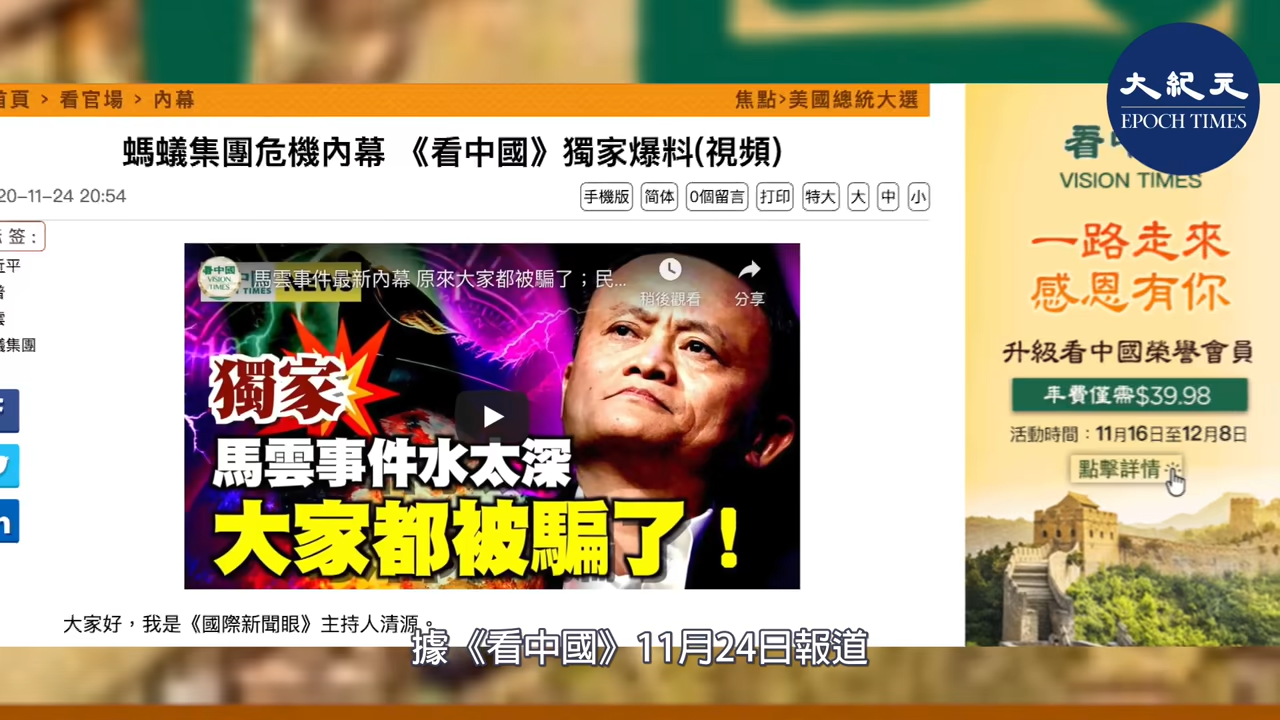 首頁 > 看官場 > 內幕
焦點>美國總統大選
大紀元
EPOCH TIMES
螞蟻集團危機內幕 《看中國》獨家爆料(視頻)
20-11-24 20:54
手機版 简体 0個留言 打印 特大 大 中 小
签:
近平
雲
集團
看中國
VISION TIMES
馬雲事件最新內幕 原來大家都被騙了；民...
稍後觀看
分享
獨家
馬雲事件水太深
大家都被騙了！
VISION TIMES
一路走來
感恩有你
升級看中國榮譽會員
年費僅需$39.98
活動時間：11月16日至12月8日
點擊詳情
大家好，我是《國際新聞眼》主持人清源。
據《看中國》11月24日報道